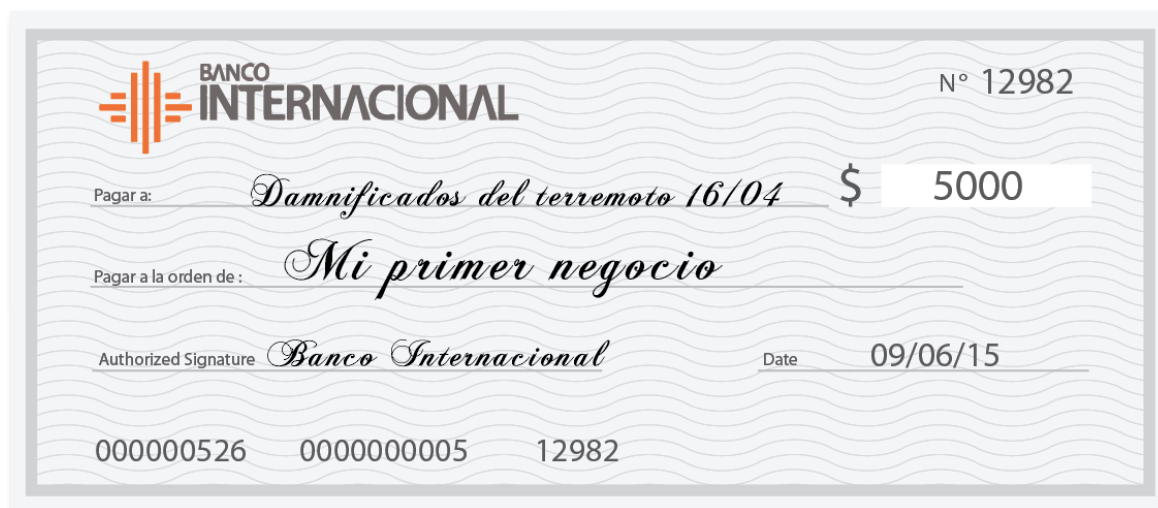 BANCO
INTERNACIONAL
N° 12982
Pagar a: Damnificados del terremoto 16/04 $ 5000
Pagar a la orden de : Mi primer negocio
Authorized Signature Banco Internacional Date 09/06/15
000000526 0000000005 12982